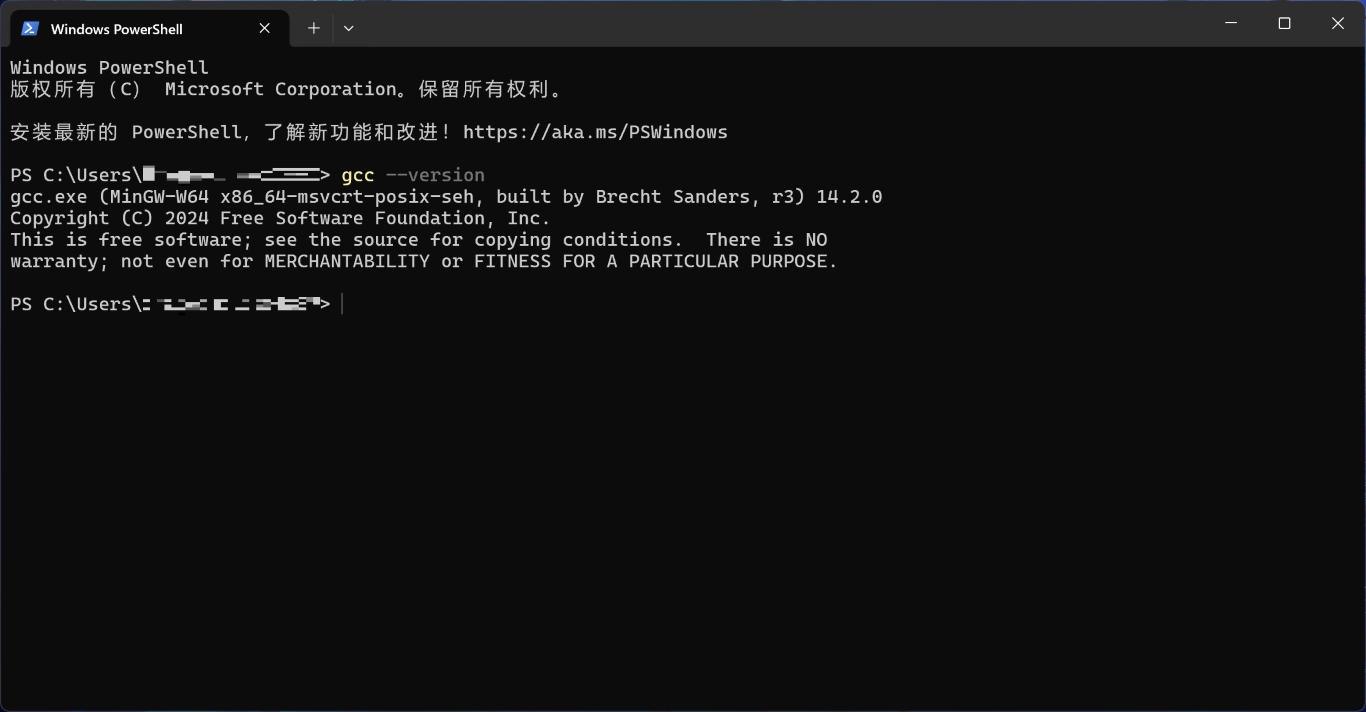 Windows PowerShell
Windows PowerShell
版权所有 (C) Microsoft Corporation。保留所有权利。
安装最新的 PowerShell，了解新功能和改进！https://aka.ms/PSWindows
PS C:\Users\> gcc --version
gcc.exe (MinGW-W64 x86_64-msvcrt-posix-seh, built by Brecht Sanders, r3) 14.2.0
Copyright (C) 2024 Free Software Foundation, Inc.
This is free software; see the source for copying conditions.  There is NO
warranty; not even for MERCHANTABILITY or FITNESS FOR A PARTICULAR PURPOSE.
PS C:\Users\>